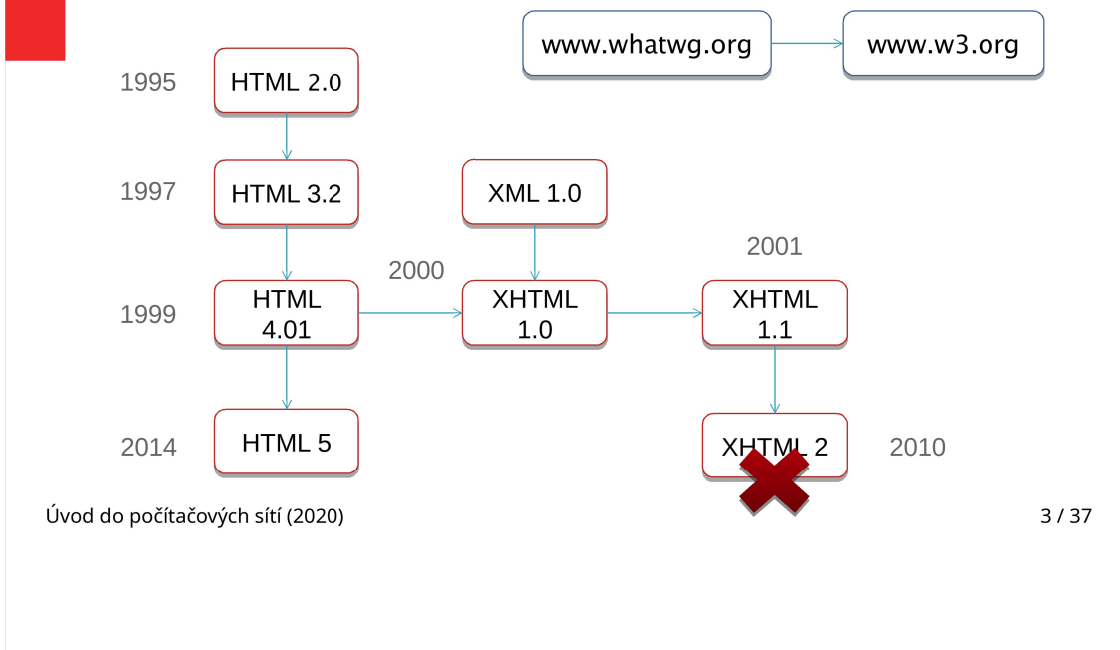 www.whatwg.org
www.w3.org
1995
HTML 2.0
1997
HTML 3.2
XML 1.0
2001
2000
1999
HTML
4.01
XHTML
1.0
XHTML
1.1
2014
HTML 5
XHTML 2
2010
Úvod do počítačových sítí (2020)
3 / 37